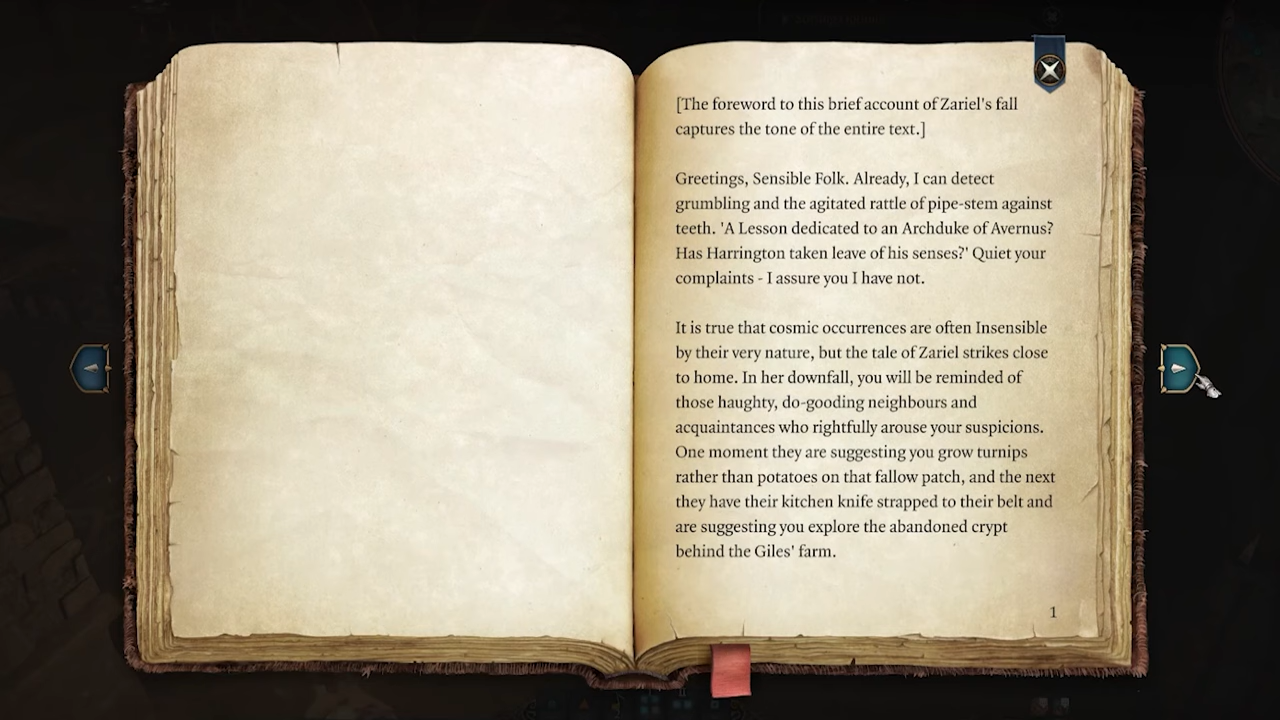 [The foreword to this brief account of Zariel's fall
captures the tone of the entire text.]
Greetings, Sensible Folk. Already, I can detect
grumbling and the agitated rattle of pipe-stem against
teeth. 'A Lesson dedicated to an Archduke of Avernus?
Has Harrington taken leave of his senses?' Quiet your
complaints - I assure you I have not.
It is true that cosmic occurrences are often Insensible
by their very nature, but the tale of Zariel strikes close
to home. In her downfall, you will be reminded of
those haughty, do-gooding neighbours and
acquaintances who rightfully arouse your suspicions.
One moment they are suggesting you grow turnips
rather than potatoes on that fallow patch, and the next
they have their kitchen knife strapped to their belt and
are suggesting you explore the abandoned crypt
behind the Giles' farm.
1